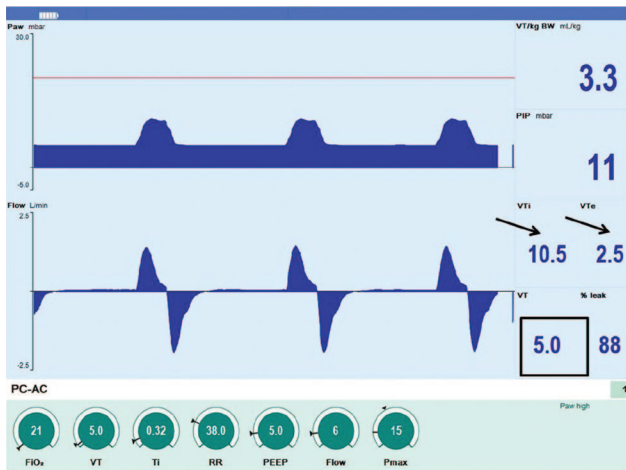 Paw mbar
30.0
-5.0
VT/kg BW mL/kg
3.3
PIP mbar
11
Flow L/min
2.5
-2.5
VTi VTe
10.5 2.5
VT % leak
5.0 88
PC-AC
Paw high
21 5.0 0.32 38.0 5.0 6 15
FiO₂ VT Ti RR PEEP Flow Pmax